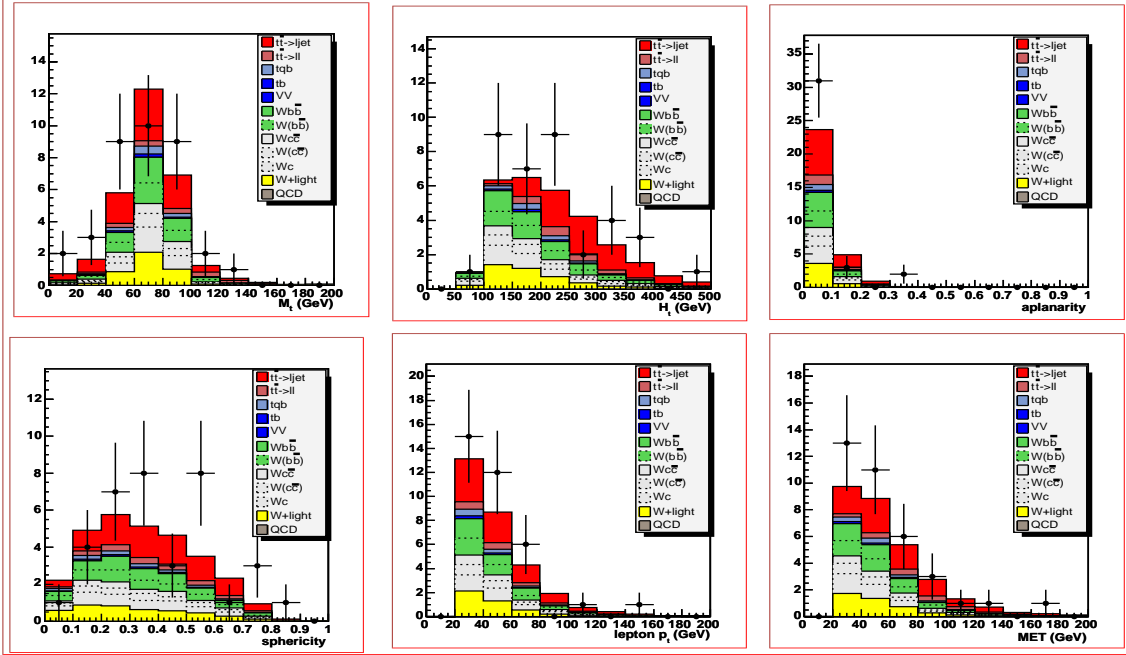 14
12
10
8
6
4
2
0
0 20 40 60 80 100 120 140 160 180 200
M_t (GeV)
tt̄->ljet
tt̄->ll
tqb
tb
VV
Wbb̄
W(bb̄)
Wcc̄
W(cc̄)
Wc
W+light
QCD
14
12
10
8
6
4
2
0
0 50 100 150 200 250 300 350 400 450 500
H_t (GeV)
tt̄->ljet
tt̄->ll
tqb
tb
VV
Wbb̄
W(bb̄)
Wcc̄
W(cc̄)
Wc
W+light
QCD
35
30
25
20
15
10
5
0
0 0.1 0.2 0.3 0.4 0.5 0.6 0.7 0.8 0.9 1
aplanarity
tt̄->ljet
tt̄->ll
tqb
tb
VV
Wbb̄
W(bb̄)
Wcc̄
W(cc̄)
Wc
W+light
QCD
12
10
8
6
4
2
0
0 0.1 0.2 0.3 0.4 0.5 0.6 0.7 0.8 0.9 1
sphericity
tt̄->ljet
tt̄->ll
tqb
tb
VV
Wbb̄
W(bb̄)
Wcc̄
W(cc̄)
Wc
W+light
QCD
20
18
16
14
12
10
8
6
4
2
0
0 20 40 60 80 100 120 140 160 180 200
lepton p_t (GeV)
tt̄->ljet
tt̄->ll
tqb
tb
VV
Wbb̄
W(bb̄)
Wcc̄
W(cc̄)
Wc
W+light
QCD
18
16
14
12
10
8
6
4
2
0
0 20 40 60 80 100 120 140 160 180 200
MET (GeV)
tt̄->ljet
tt̄->ll
tqb
tb
VV
Wbb̄
W(bb̄)
Wcc̄
W(cc̄)
Wc
W+light
QCD